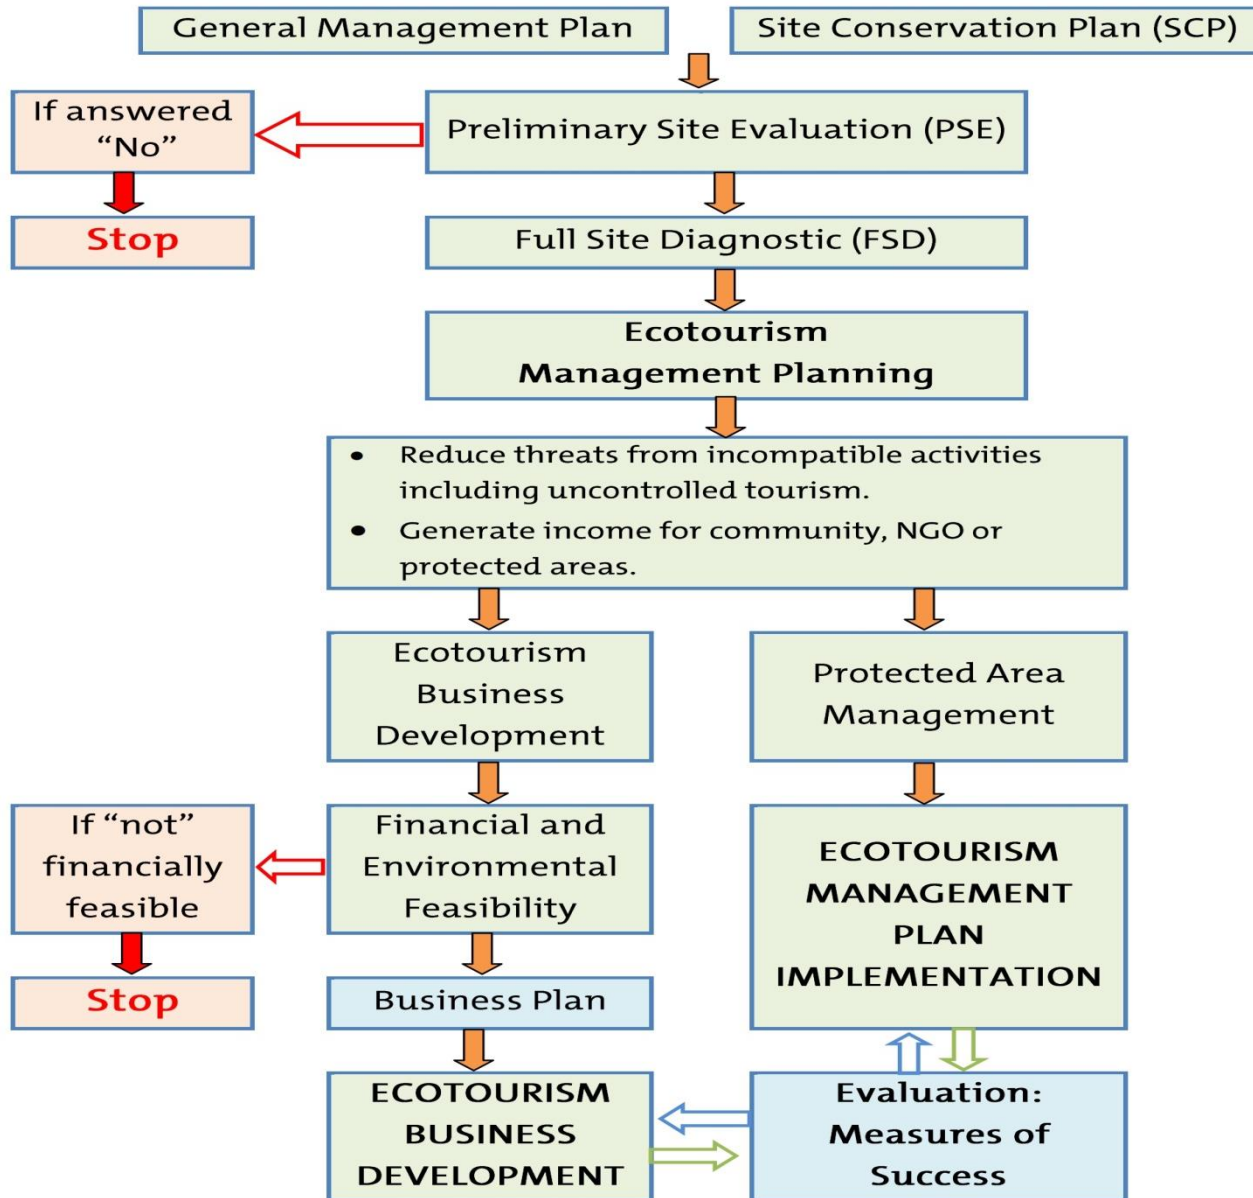 General Management Plan
Site Conservation Plan (SCP)
If answered
“No”
Preliminary Site Evaluation (PSE)
Stop
Full Site Diagnostic (FSD)
Ecotourism
Management Planning
• Reduce threats from incompatible activities
including uncontrolled tourism.
• Generate income for community, NGO or
protected areas.
Ecotourism
Business
Development
Protected Area
Management
If “not”
financially
feasible
Financial and
Environmental
Feasibility
ECOTOURISM
MANAGEMENT
PLAN
IMPLEMENTATION
Stop
Business Plan
ECOTOURISM
BUSINESS
DEVELOPMENT
Evaluation:
Measures of
Success